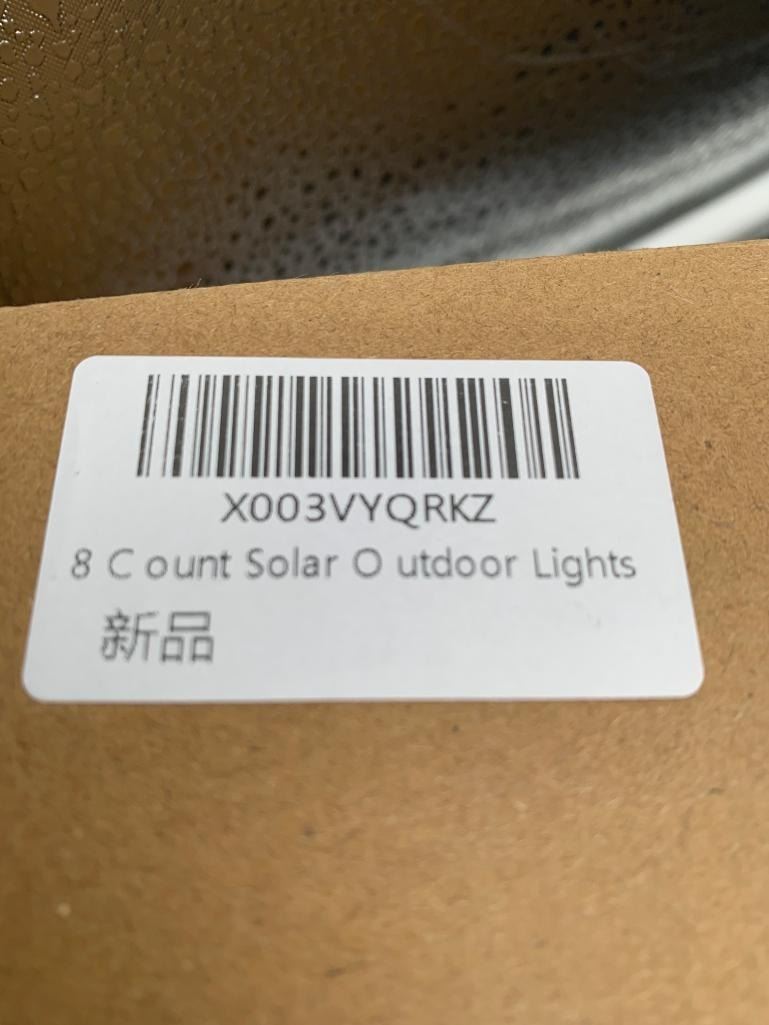 X003VYQRKZ
8 C ount Solar O utdoor Lights
新品